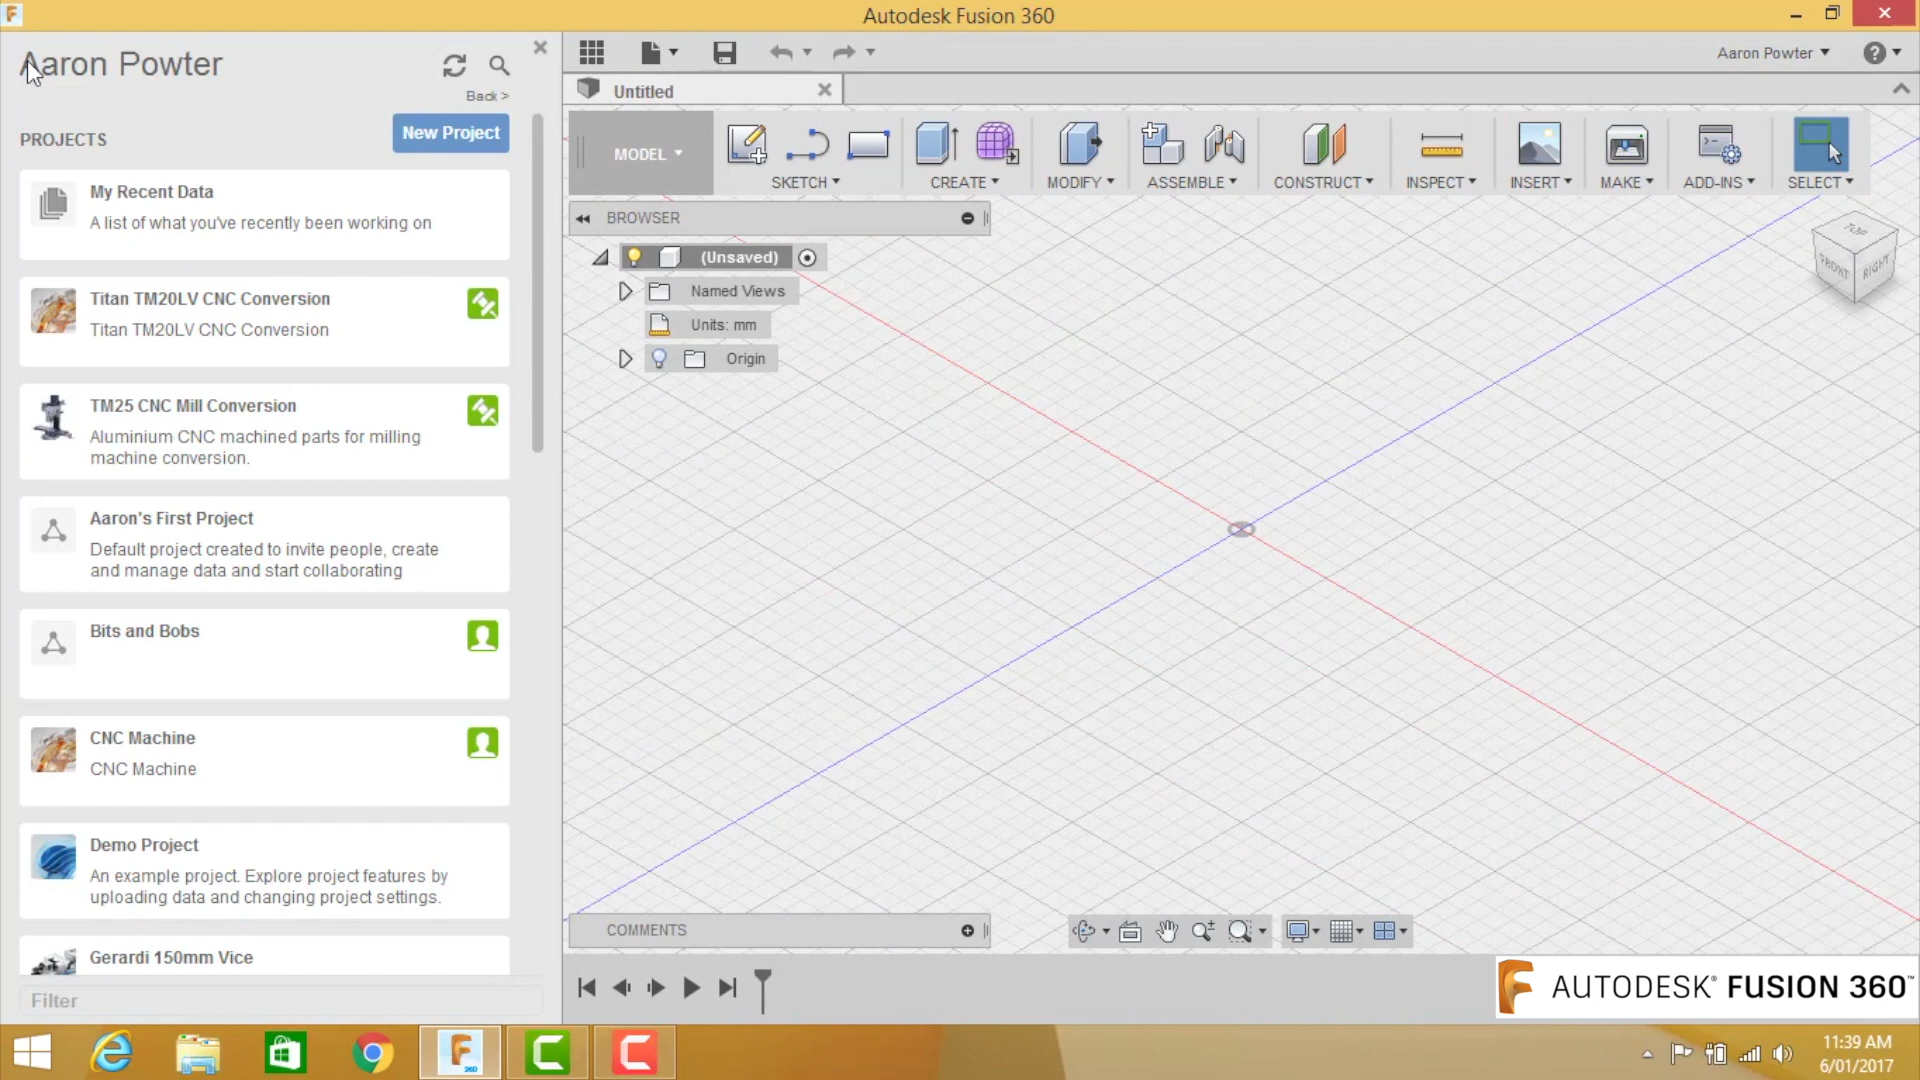 Autodesk Fusion 360
Aaron Powter
Back >
PROJECTS
New Project
My Recent Data
A list of what you've recently been working on
Titan TM20LV CNC Conversion
Titan TM20LV CNC Conversion
TM25 CNC Mill Conversion
Aluminium CNC machined parts for milling
machine conversion.
Aaron's First Project
Default project created to invite people, create
and manage data and start collaborating
Bits and Bobs
CNC Machine
CNC Machine
Demo Project
An example project. Explore project features by
uploading data and changing project settings.
Gerardi 150mm Vice
Filter
Aaron Powter
Untitled
MODEL
SKETCH
CREATE
MODIFY
ASSEMBLE
CONSTRUCT
INSPECT
INSERT
MAKE
ADD-INS
SELECT
BROWSER
(Unsaved)
Named Views
Units: mm
Origin
TOP
FRONT
RIGHT
COMMENTS
AUTODESK® FUSION 360™
11:39 AM
6/01/2017